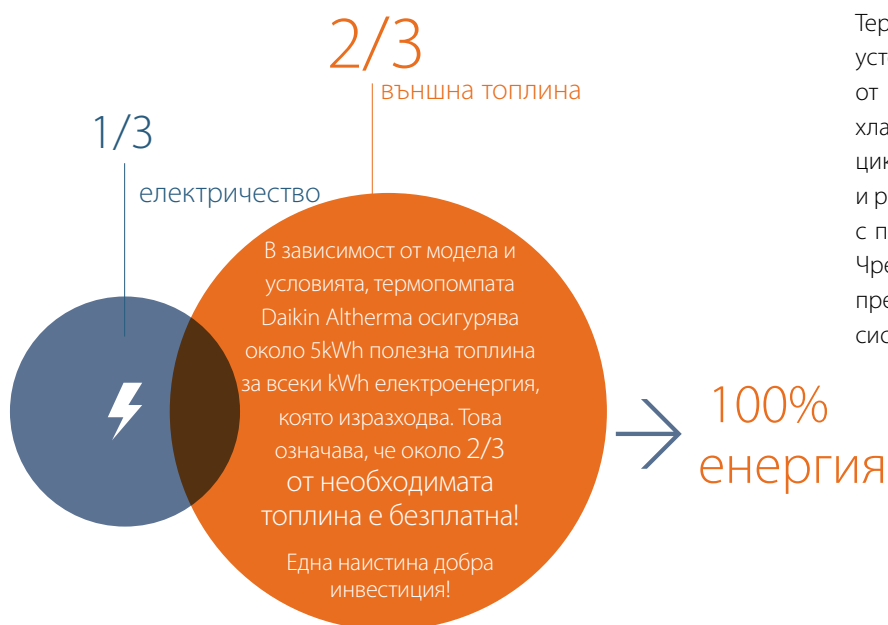 2/3
външна топлина
1/3
електричество
В зависимост от модела и
условията, термопомпата
Daikin Altherma осигурява
около 5kWh полезна топлина
за всеки kWh електроенергия,
която изразходва. Това
означава, че около 2/3
от необходимата
топлина е безплатна!
Една наистина добра
инвестиция!
100%
енергия
от
и
с